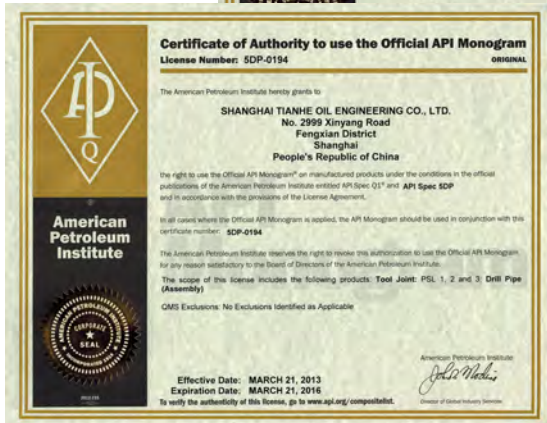 Certificate of Authority to use the Official API Monogram
License Number: 5DP-0194
ORIGINAL
The American Petroleum Institute hereby grants to
SHANGHAI TIANHE OIL ENGINEERING CO., LTD.
No. 2999 Xinyang Road
Fengxian District
Shanghai
People's Republic of China
the right to use the Official API Monogram® on manufactured products under the conditions in the official
publications of the American Petroleum Institute entitled API Spec Q1® and API Spec 5DP
and in accordance with the provisions of the License Agreement.
In all cases where the Official API Monogram is applied, the API Monogram should be used in conjunction with this
certificate number: 5DP-0194
The American Petroleum Institute reserves the right to revoke this authorization to use the Official API Monogram
for any reason satisfactory to the Board of Directors of the American Petroleum Institute.
The scope of this license includes the following products: Tool Joint: PSL 1, 2 and 3: Drill Pipe
(Assembly)
QMS Exclusions: No Exclusions Identified as Applicable
American Petroleum Institute
Effective Date: MARCH 21, 2013
Expiration Date: MARCH 21, 2016
To verify the authenticity of this license, go to www.api.org/compositelist.
Director of Global Industry Services
API
Q
American
Petroleum
Institute
AMERICAN PETROLEUM INSTITUTE
CORPORATE
SEAL